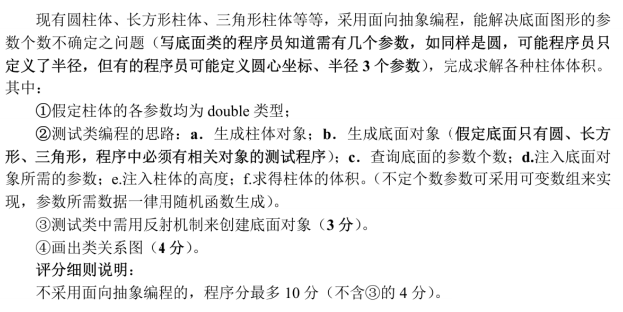 现有圆柱体、长方形柱体、三角形柱体等等，采用面向抽象编程，能解决底面图形的参
数个数不确定之问题（写底面类的程序员知道需有几个参数，如同样是圆，可能程序员只
定义了半径，但有的程序员可能定义圆心坐标、半径 3 个参数），完成求解各种柱体体积。
其中：
①假定柱体的各参数均为 double 类型；
②测试类编程的思路：a．生成柱体对象；b．生成底面对象（假定底面只有圆、长方
形、三角形，程序中必须有相关对象的测试程序）；c．查询底面的参数个数；d.注入底面对
象所需的参数；e.注入柱体的高度；f.求得柱体的体积。（不定个数参数可采用可变数组来实
现，参数所需数据一律用随机函数生成）。
③测试类中需用反射机制来创建底面对象（3 分）。
④画出类关系图（4 分）。
评分细则说明：
不采用面向抽象编程的，程序分最多 10 分（不含③的 4 分）。